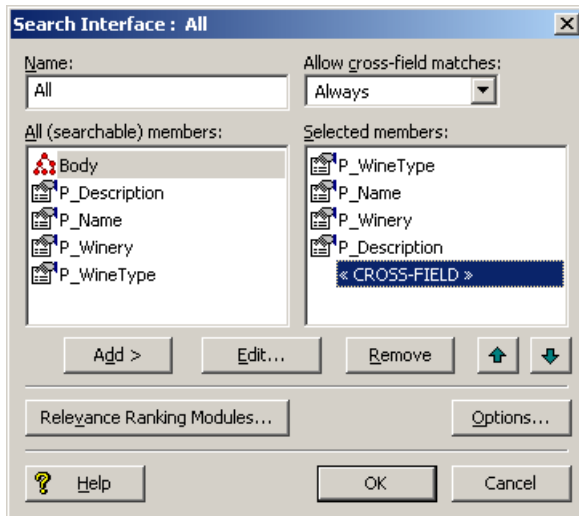 Search Interface : All
Name:
Allow cross-field matches:
All
Always
All (searchable) members:
Selected members:
Body
P_Description
P_Name
P_Winery
P_WineType
P_WineType
P_Name
P_Winery
P_Description
« CROSS-FIELD »
Add >
Edit...
Remove
Relevance Ranking Modules...
Options...
Help
OK
Cancel